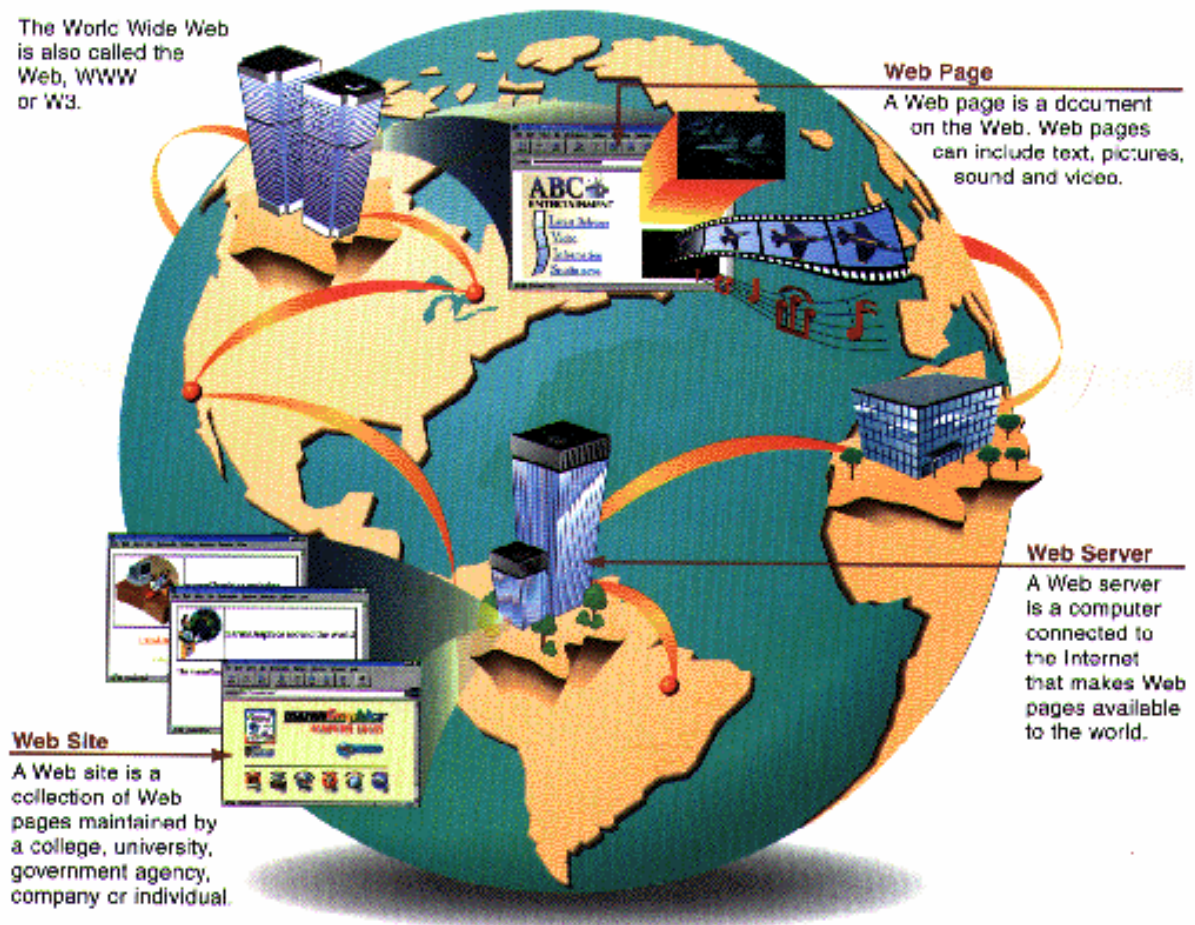 The World Wide Web
is also called the
Web, WWW
or W3.
Web Page
A Web page is a document
on the Web. Web pages
can include text, pictures,
sound and video.
ABC
ENTERTAINMENT
Video
Web Server
A Web server
is a computer
connected to
the Internet
that makes Web
pages available
to the world.
Web Site
A Web site is a
collection of Web
pages maintained by
a college, university,
government agency,
company or individual.